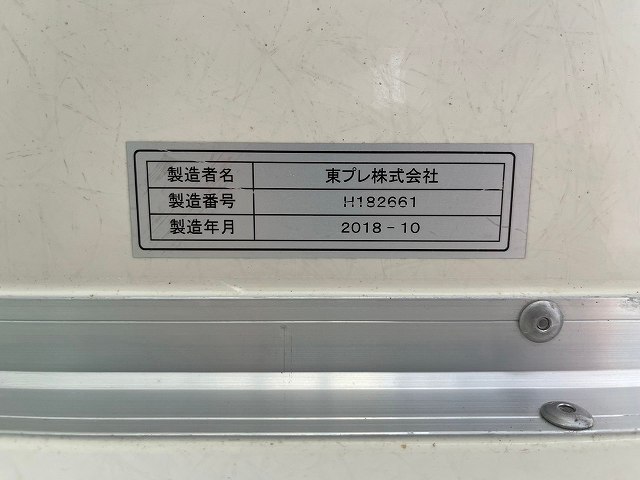 製造者名 東プレ株式会社
製造番号 H182661
製造年月 2018-10